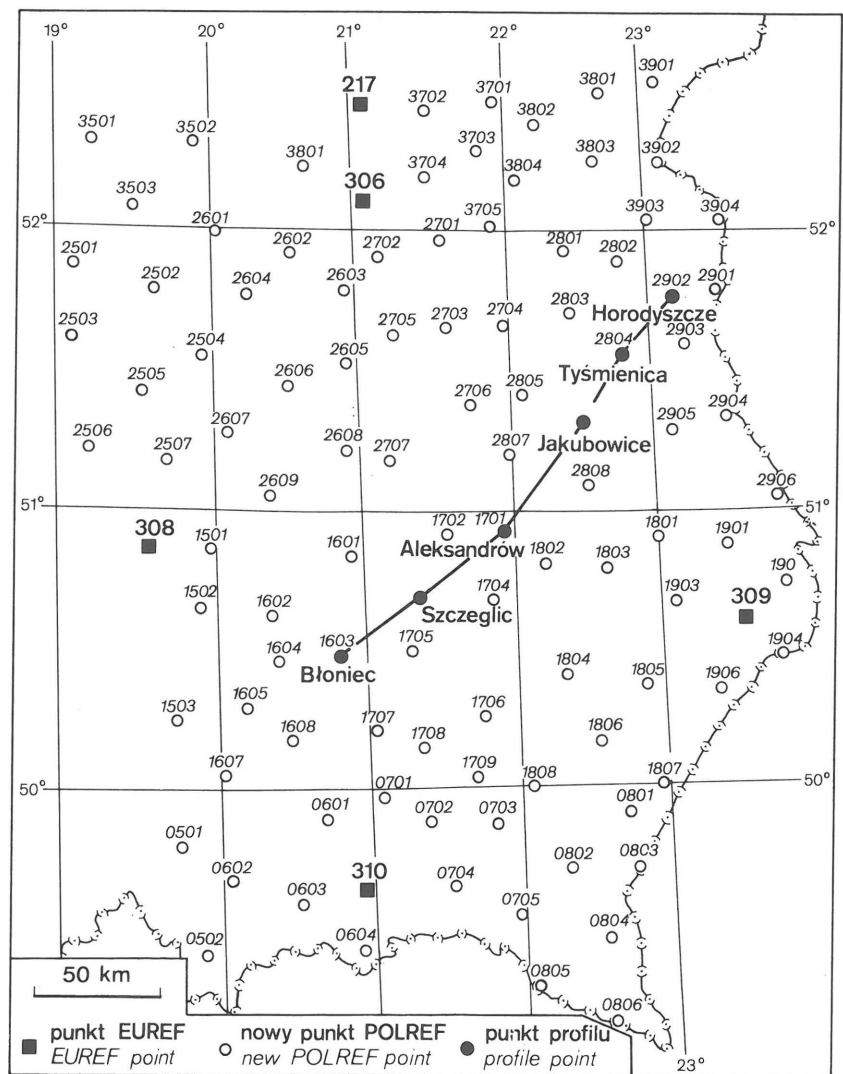 19° 20° 21° 22° 23°
217
3701 3801 3901
3702 3802
3501 3502 3703 3803 3902
3801 3704 3804
3503 306
52° 2601 2701 3705 3903 3904 52°
2501 2602 2702 2801 2802
2502 2604 2603 2902 2901
Horodyszcze
2503 2504 2705 2703 2704 2803 2903
2804
2505 2606 2605 Tyśmienica
2706 2805
2506 2607 2608 2707 2807 Jakubowice 2905 2904
2507 2609 2808 2906
51° 51°
308 1501 1601 1702 1701 1801 1901
Aleksandrów 1802 1803 190
1502 1602 1704 1903 309
Szczeglic
1604 1603 1705 1904
Błoniec 1804 1805 1906
1503 1605 1608 1707 1708 1706 1806
1607 1709 1808 1807
50° 50°
0701
0601 0702 0703 0801
0501
0602 310 0704 0802 0803
0603 0705
0502 0604 0804
0805
0806
50 km
punkt EUREF nowy punkt POLREF punkt profilu
EUREF point new POLREF point profile point
23°